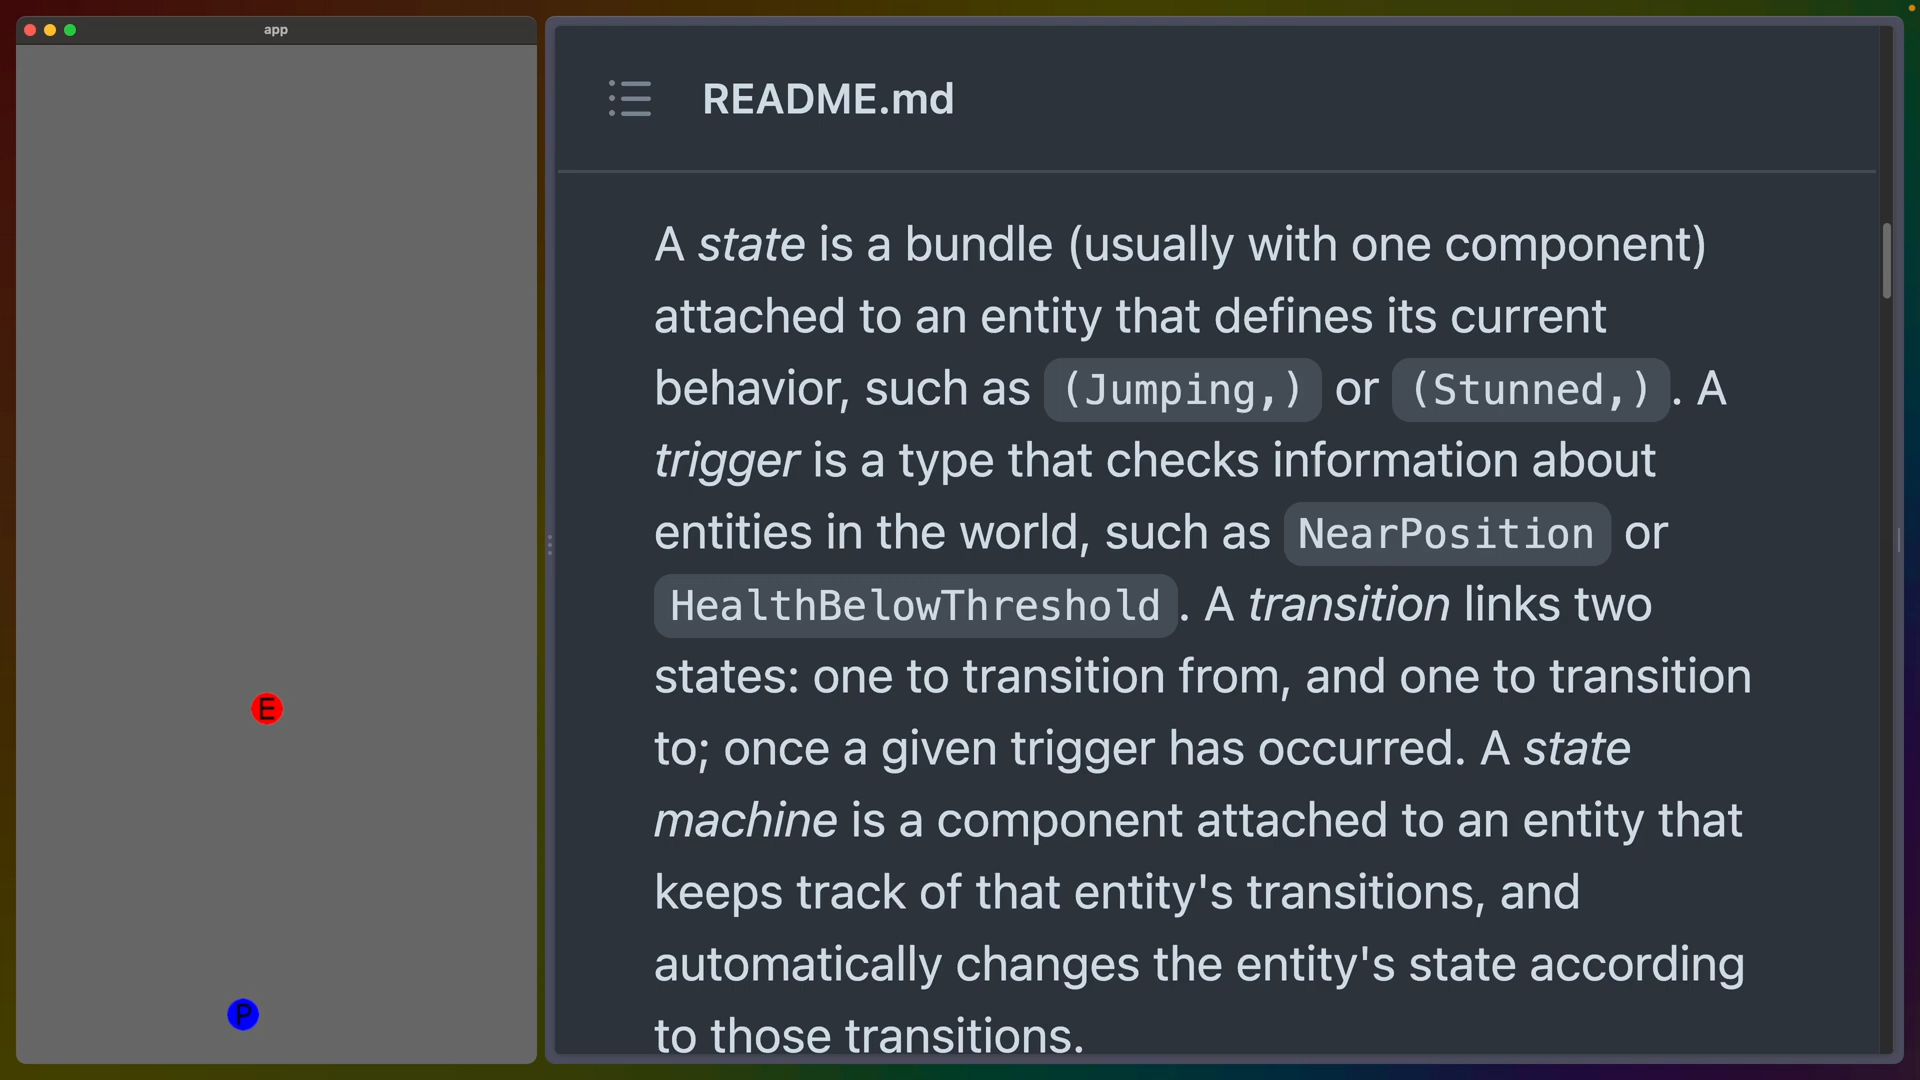 app
E
P
README.md
A state is a bundle (usually with one component)
attached to an entity that defines its current
behavior, such as (Jumping,) or (Stunned,). A
trigger is a type that checks information about
entities in the world, such as NearPosition or
HealthBelowThreshold. A transition links two
states: one to transition from, and one to transition
to; once a given trigger has occurred. A state
machine is a component attached to an entity that
keeps track of that entity's transitions, and
automatically changes the entity's state according
to those transitions.